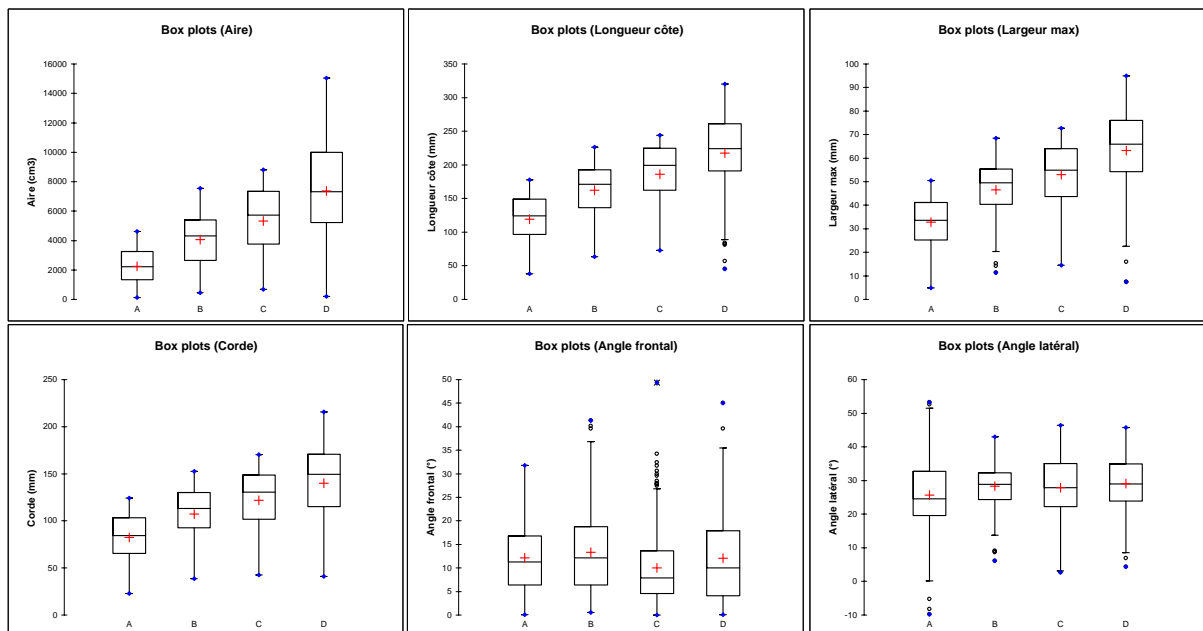 Box plots (Aire)
16000
14000
12000
10000
8000
6000
4000
2000
0
Aire (cm3)
A B C D
Box plots (Longueur côte)
350
300
250
200
150
100
50
0
Longueur côte (mm)
A B C D
Box plots (Largeur max)
100
90
80
70
60
50
40
30
20
10
0
Largeur max (mm)
A B C D
Box plots (Corde)
250
200
150
100
50
0
Corde (mm)
A B C D
Box plots (Angle frontal)
50
45
40
35
30
25
20
15
10
5
0
Angle frontal (°)
A B C D
Box plots (Angle latéral)
60
50
40
30
20
10
0
-10
Angle latéral (°)
A B C D